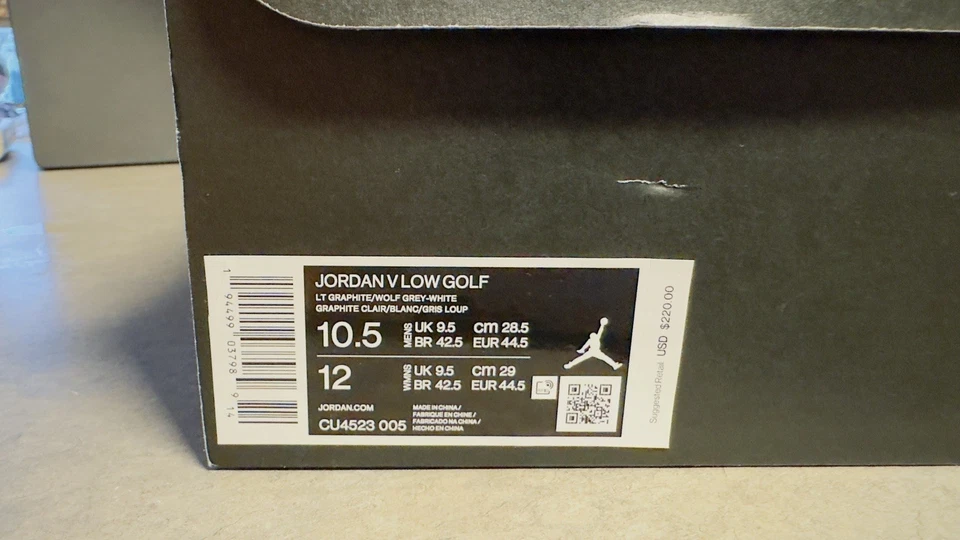 1 94499 03798 9 14
JORDAN V LOW GOLF
LT GRAPHITE/WOLF GREY-WHITE
GRAPHITE CLAIR/BLANC/GRIS LOUP
10.5 MENS UK 9.5 cm 28.5
BR 42.5 EUR 44.5
12 WMNS UK 9.5 cm 29
BR 42.5 EUR 44.5
JORDAN.COM
CU4523 005
MADE IN CHINA /
FABRIQUE EN CHINE /
FABRICADO NA CHINA /
HECHO EN CHINA
Suggested Retail USD $220.00